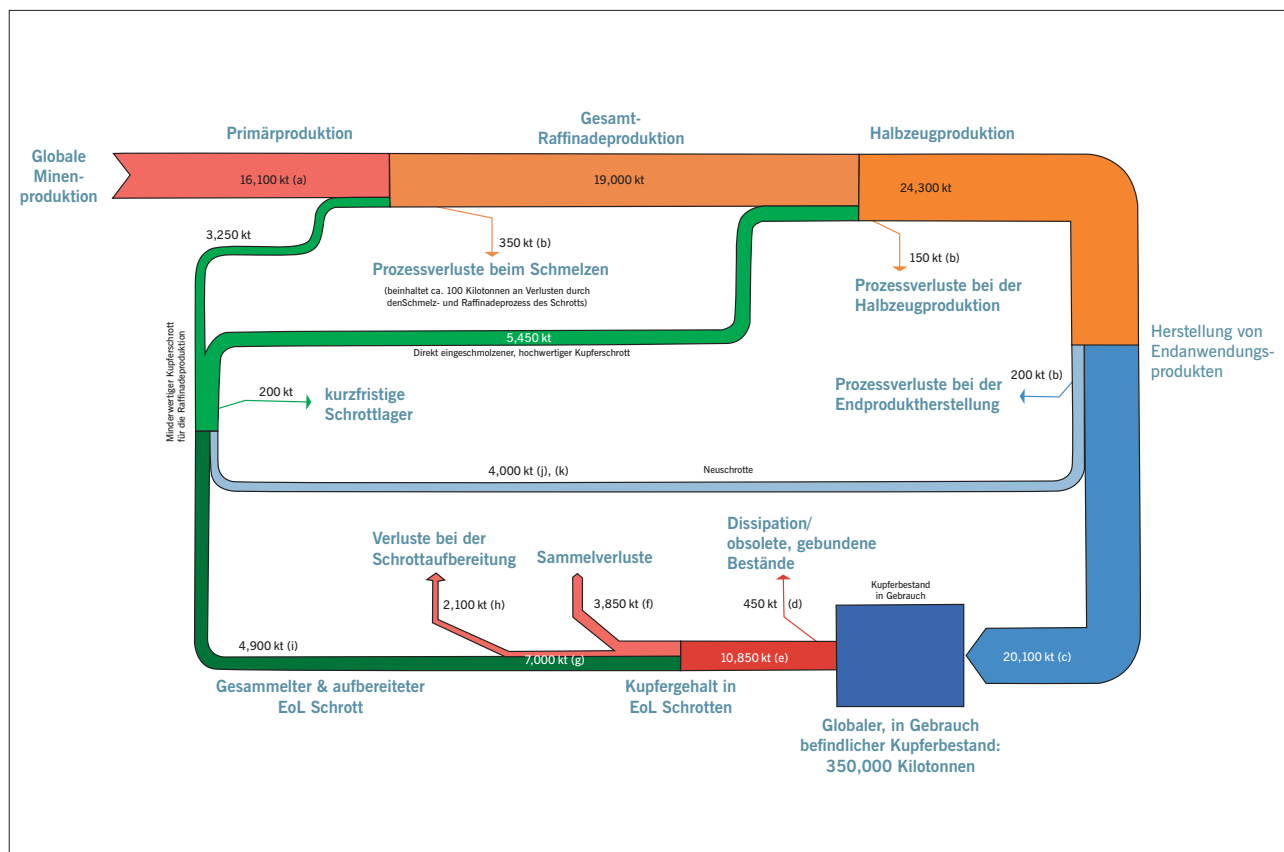 Primärproduktion
Gesamt-
Raffinadeproduktion
Halbzeugproduktion
Globale
Minen-
produktion
16,100 kt (a)
19,000 kt
24,300 kt
3,250 kt
350 kt (b)
Prozessverluste beim Schmelzen
(beinhaltet ca. 100 Kilotonnen an Verlusten durch
denSchmelz- und Raffinadeprozess des Schrotts)
150 kt (b)
Prozessverluste bei der
Halbzeugproduktion
5,450 kt
Direkt eingeschmolzener, hochwertiger Kupferschrott
Herstellung von
Endanwendungs-
produkten
Minderwertiger Kupferschrott
für die Raffinadeproduktion
200 kt
kurzfristige
Schrottlager
200 kt (b)
Prozessverluste bei der
Endproduktherstellung
4,000 kt (j), (k)
Neuschrotte
Verluste bei der
Schrottaufbereitung
Sammelverluste
Dissipation/
obsolete, gebundene
Bestände
2,100 kt (h)
3,850 kt (f)
450 kt (d)
Kupferbestand
in Gebrauch
4,900 kt (i)
7,000 kt (g)
10,850 kt (e)
20,100 kt (c)
Gesammelter & aufbereiteter
EoL Schrott
Kupfergehalt in
EoL Schrotten
Globaler, in Gebrauch
befindlicher Kupferbestand:
350,000 Kilotonnen